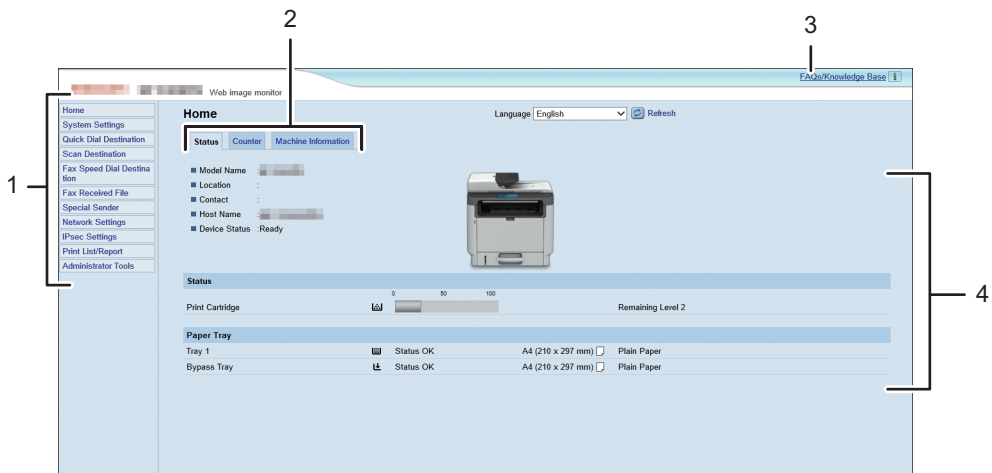 2
3
FAQs/Knowledge Base
Web image monitor
1
Home
System Settings
Quick Dial Destination
Scan Destination
Fax Speed Dial Destina
tion
Fax Received File
Special Sender
Network Settings
IPsec Settings
Print List/Report
Administrator Tools
Home
Language English Refresh
Status Counter Machine Information
Model Name :
Location :
Contact :
Host Name :
Device Status :Ready
4
Status
0 50 100
Print Cartridge Remaining Level 2
Paper Tray
Tray 1 Status OK A4 (210 x 297 mm) Plain Paper
Bypass Tray Status OK A4 (210 x 297 mm) Plain Paper